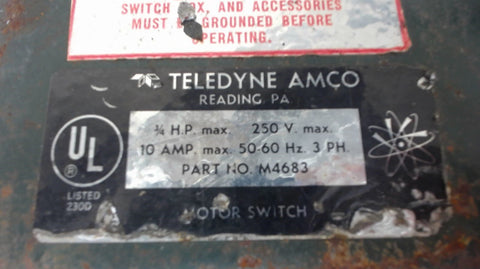 SWITCH BOX, AND ACCESSORIES
MUST BE GROUNDED BEFORE
OPERATING.
TELEDYNE AMCO
READING PA
¾ H.P. max. 250 V. max.
10 AMP. max. 50-60 Hz. 3 PH.
PART NO. M4683
UL
®
LISTED
230D
MOTOR SWITCH